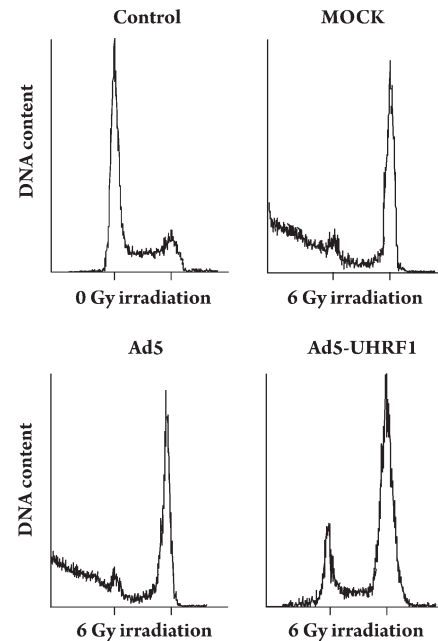 Control
MOCK
DNA content
0 Gy irradiation
6 Gy irradiation
Ad5
Ad5-UHRF1
DNA content
6 Gy irradiation
6 Gy irradiation